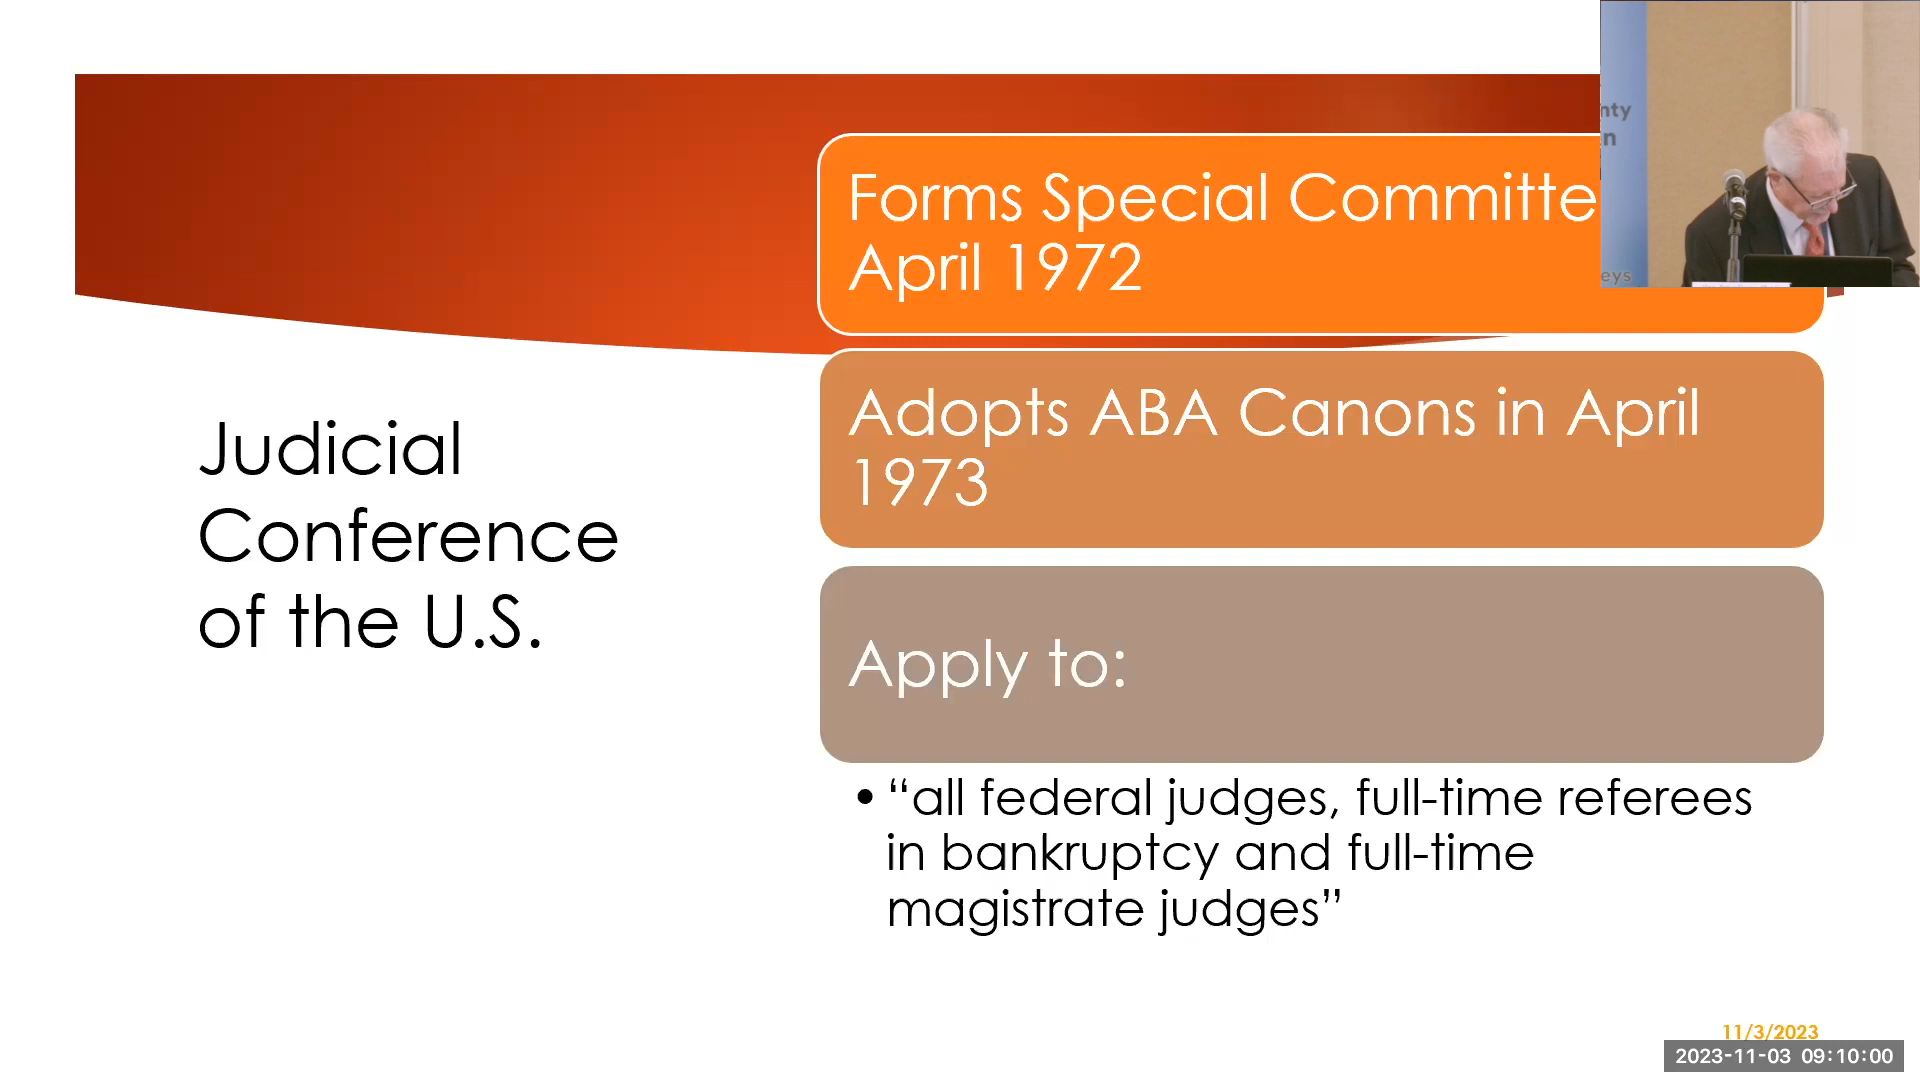 Judicial
Conference
of the U.S.
Forms Special Committe
April 1972
Adopts ABA Canons in April
1973
Apply to:
• “all federal judges, full-time referees
in bankruptcy and full-time
magistrate judges”
nty
n
eys
11/3/2023
2023-11-03 09:10:00